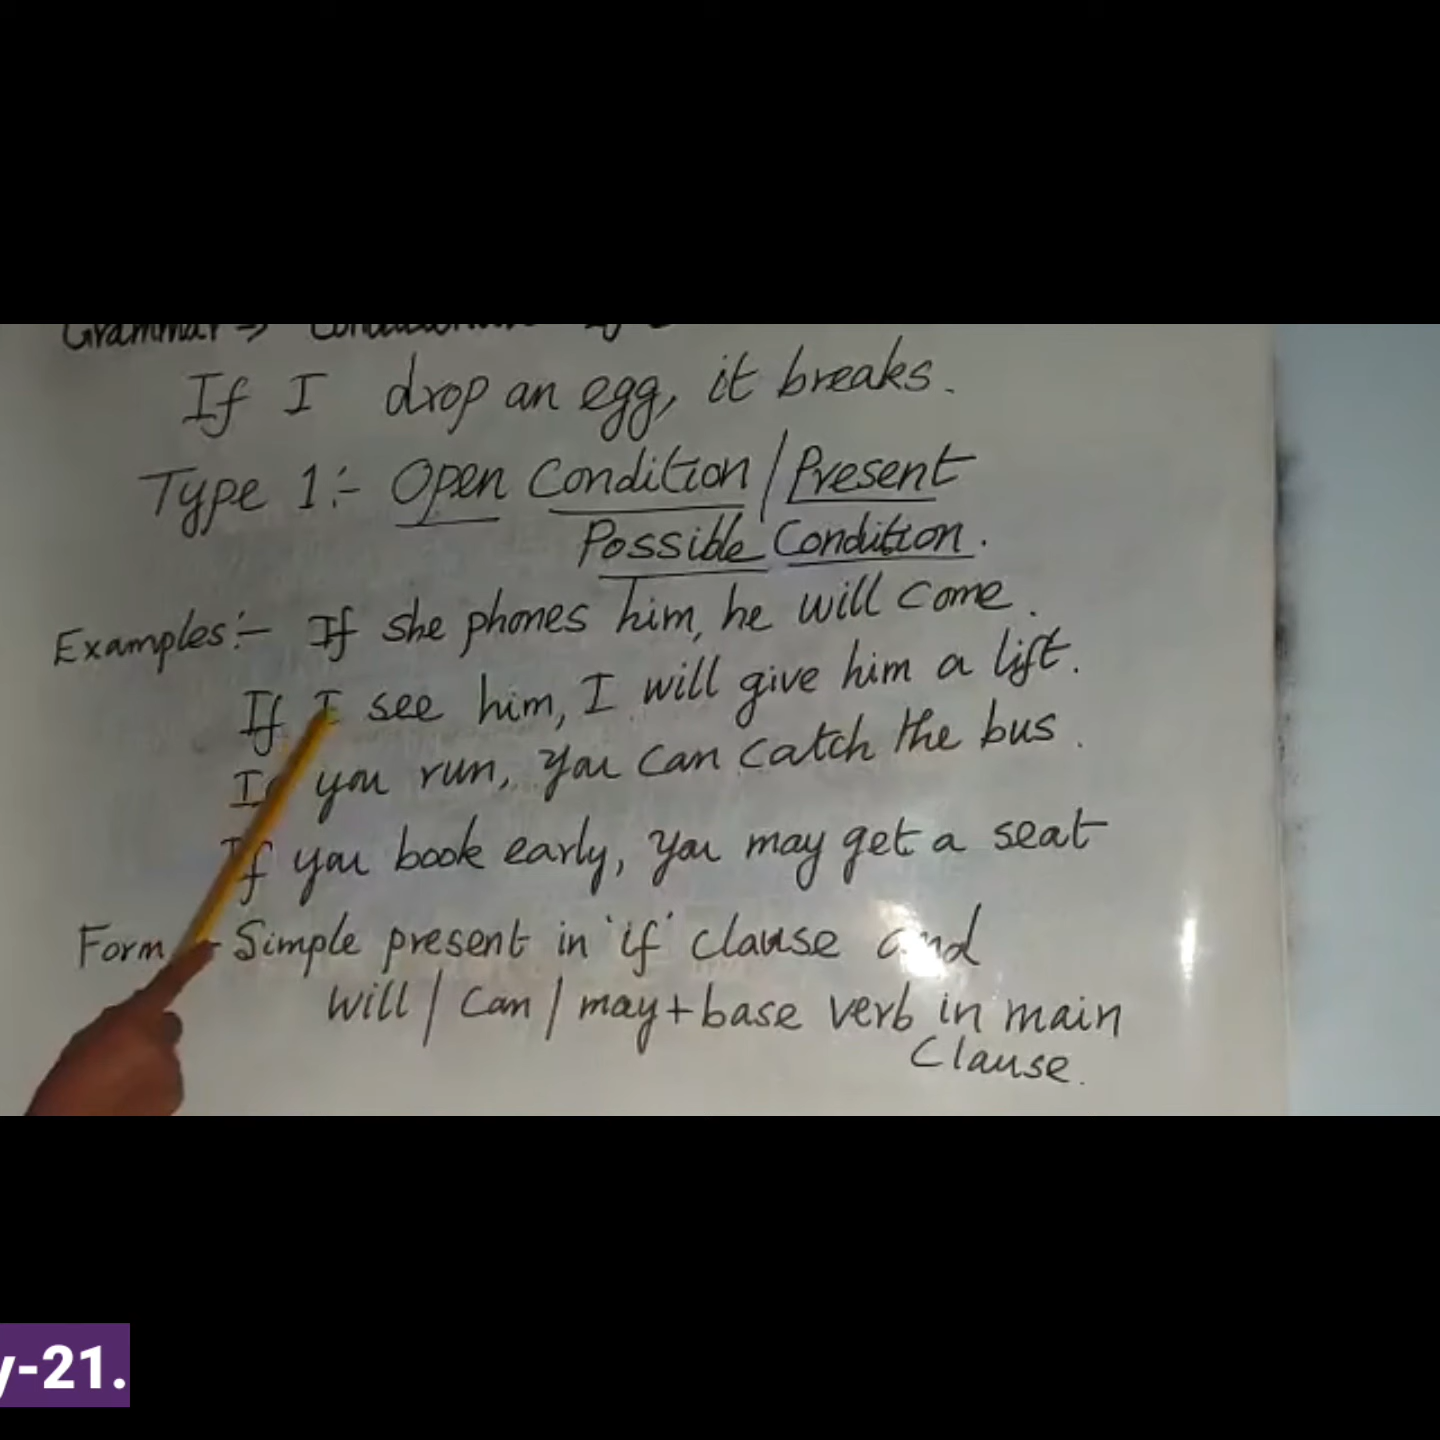 Grammar →
If I drop an egg, it breaks.
Type 1:- Open Condition / Present
Possible Condition.
Examples:- If she phones him, he will come.
If I see him, I will give him a lift.
If you run, you can catch the bus.
If you book early, you may get a seat
Form - Simple present in 'if' clause and
will / can / may + base verb in main
clause.
y-21.